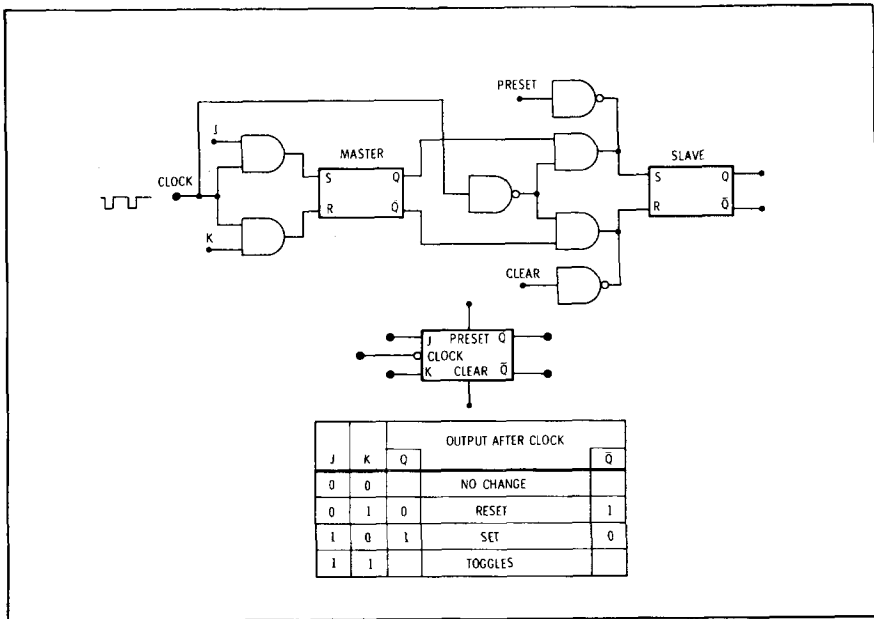 PRESET
J
MASTER
SLAVE
CLOCK
S Q
S Q
R Q̄
R Q̄
K
CLEAR
J PRESET Q
CLOCK
K CLEAR Q̄
OUTPUT AFTER CLOCK
J K Q Q̄
0 0 NO CHANGE
0 1 0 RESET 1
1 0 1 SET 0
1 1 TOGGLES